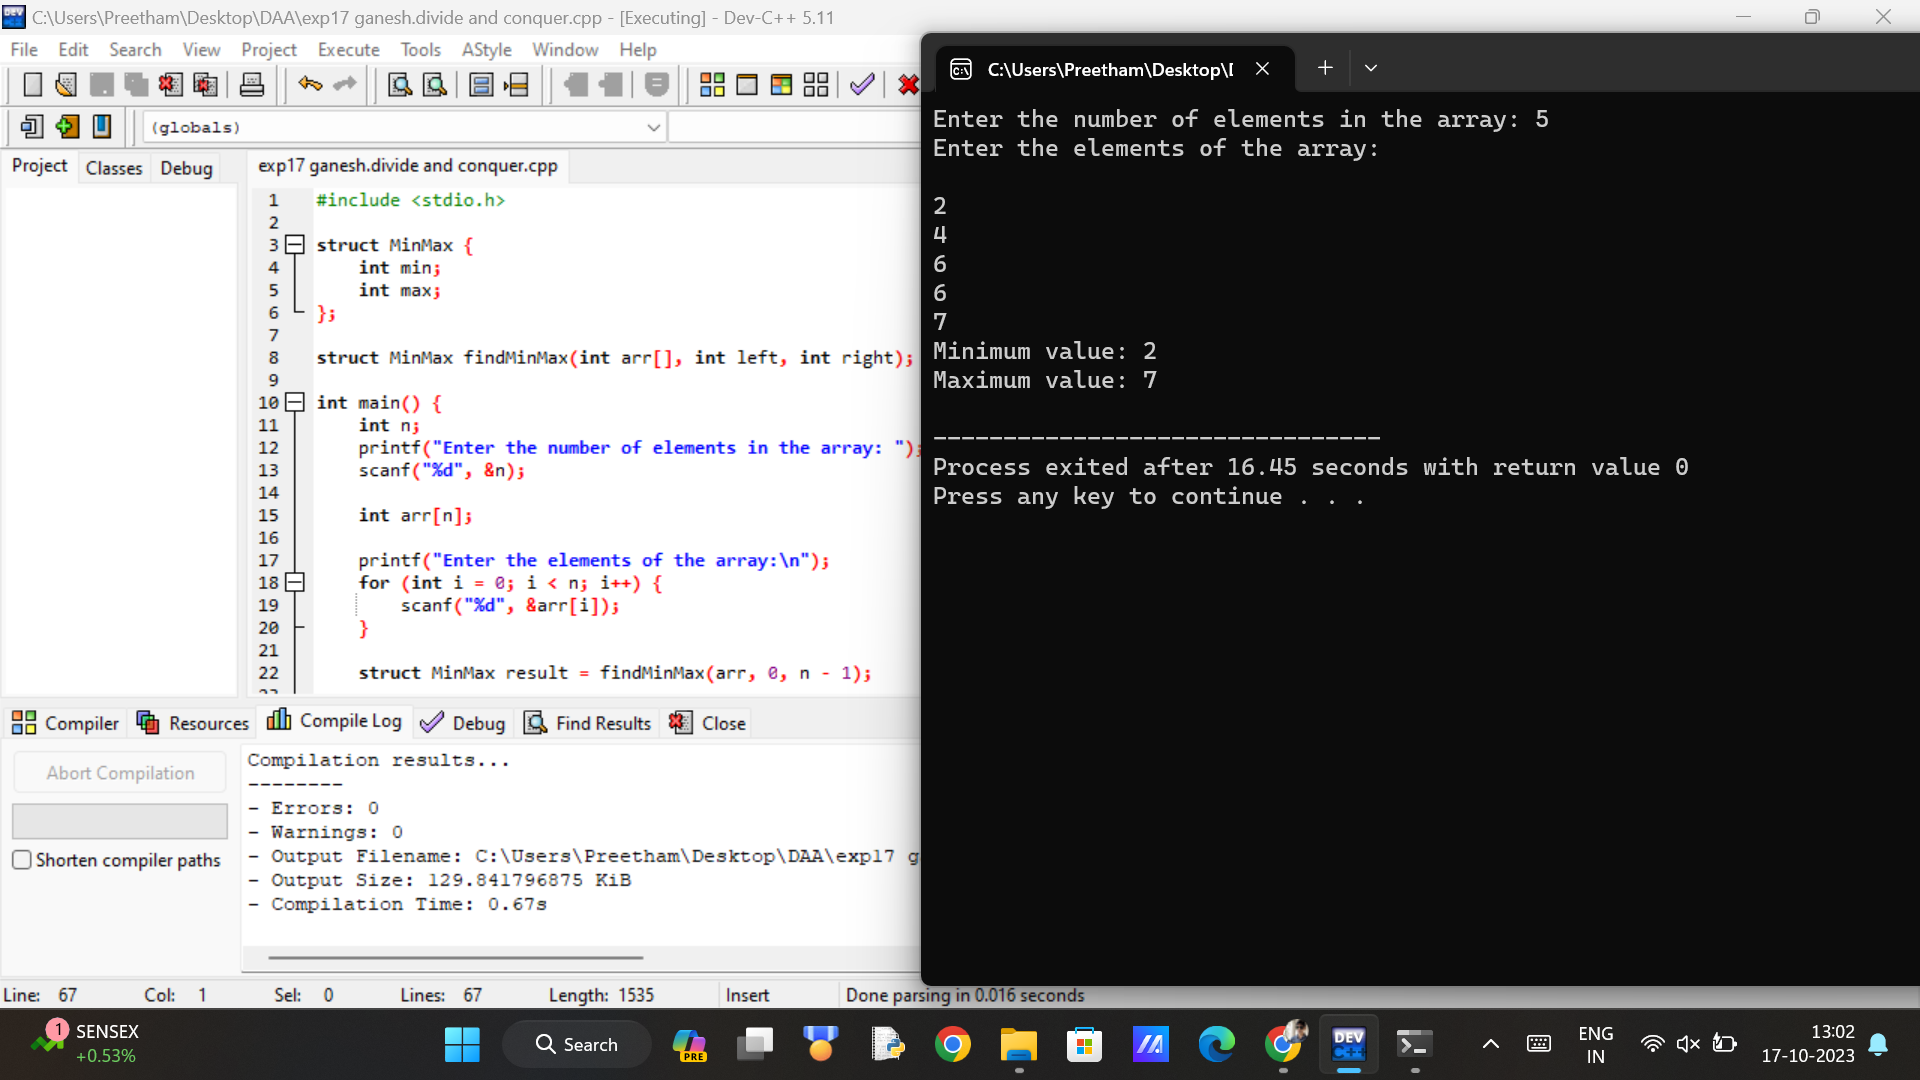 C:\Users\Preetham\Desktop\DAA\exp17 ganesh.divide and conquer.cpp - [Executing] - Dev-C++ 5.11
File Edit Search View Project Execute Tools AStyle Window Help
(globals)
Project Classes Debug
exp17 ganesh.divide and conquer.cpp
1 #include <stdio.h>
2
3 struct MinMax {
4 int min;
5 int max;
6 };
7
8 struct MinMax findMinMax(int arr[], int left, int right);
9
10 int main() {
11 int n;
12 printf("Enter the number of elements in the array: ");
13 scanf("%d", &n);
14
15 int arr[n];
16
17 printf("Enter the elements of the array:\n");
18 for (int i = 0; i < n; i++) {
19 scanf("%d", &arr[i]);
20 }
21
22 struct MinMax result = findMinMax(arr, 0, n - 1);
Compiler Resources Compile Log Debug Find Results Close
Abort Compilation
Shorten compiler paths
Compilation results...
--------
- Errors: 0
- Warnings: 0
- Output Filename: C:\Users\Preetham\Desktop\DAA\exp17 g
- Output Size: 129.841796875 KiB
- Compilation Time: 0.67s
Line: 67 Col: 1 Sel: 0 Lines: 67 Length: 1535 Insert Done parsing in 0.016 seconds
C:\Users\Preetham\Desktop\
Enter the number of elements in the array: 5
Enter the elements of the array:
2
4
6
6
7
Minimum value: 2
Maximum value: 7
--------------------------------
Process exited after 16.45 seconds with return value 0
Press any key to continue . . .
1
SENSEX
+0.53%
Search
PRE
DEV
C++
ENG
IN
13:02
17-10-2023